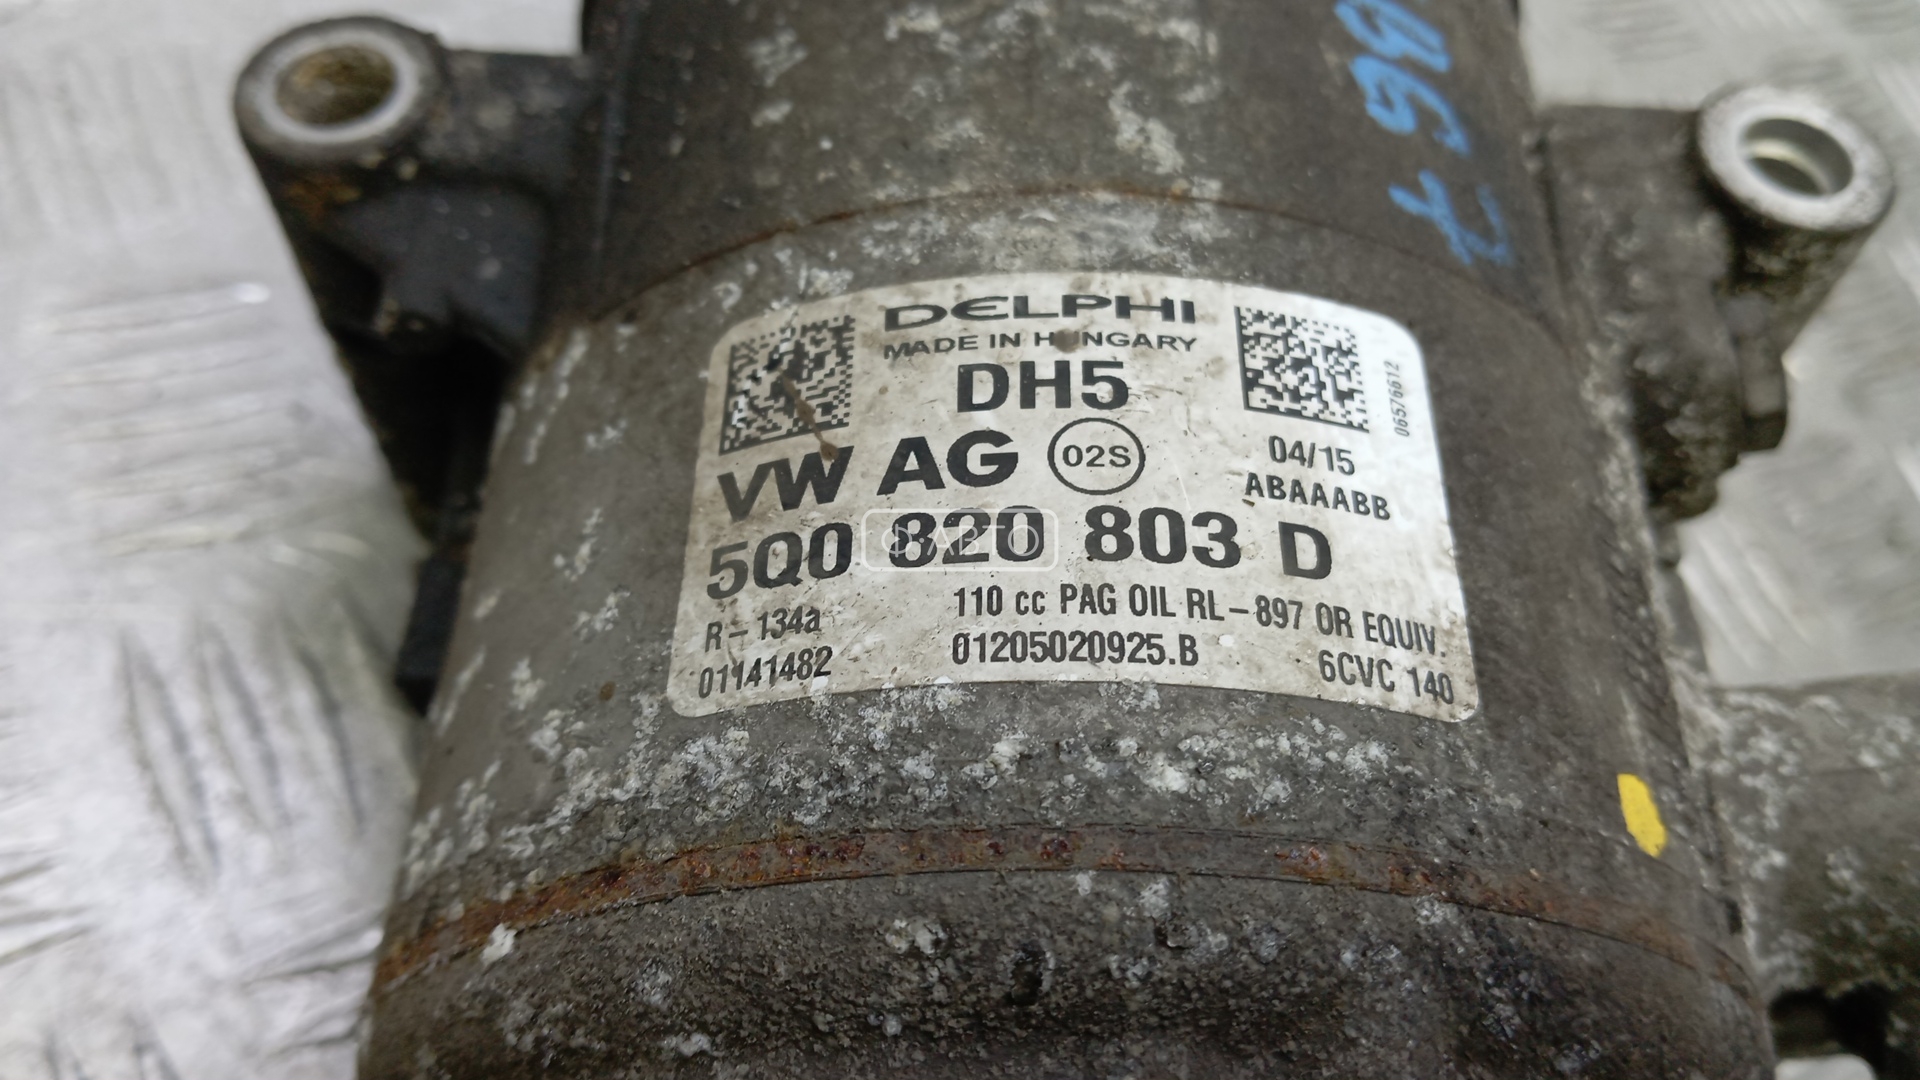 DELPHI
MADE IN HUNGARY
DH5
06576612
VW AG 02S
04/15
ABAAABB
5Q0 820 803 D
ФАВТО
R-134a
110 cc PAG OIL RL-897 OR EQUIV.
01141482
01205020925.B
6CVC 140